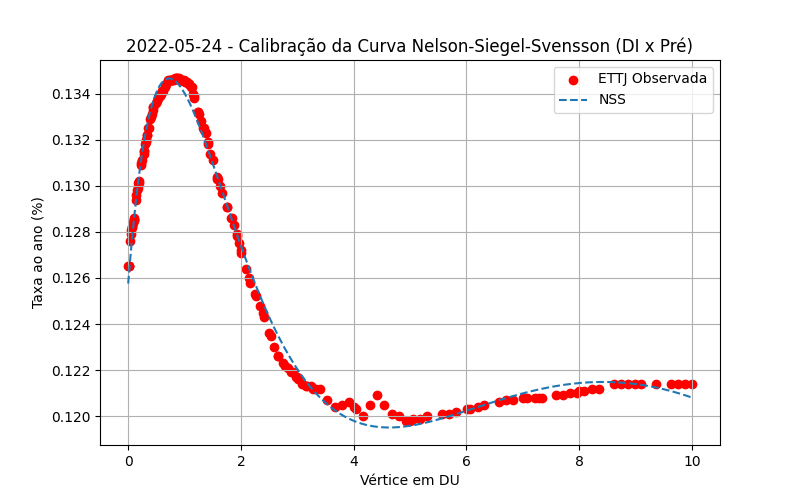 2022-05-24 - Calibração da Curva Nelson-Siegel-Svensson (DI x Pré)
ETTJ Observada
NSS
Taxa ao ano (%)
0.134
0.132
0.130
0.128
0.126
0.124
0.122
0.120
0 2 4 6 8 10
Vértice em DU